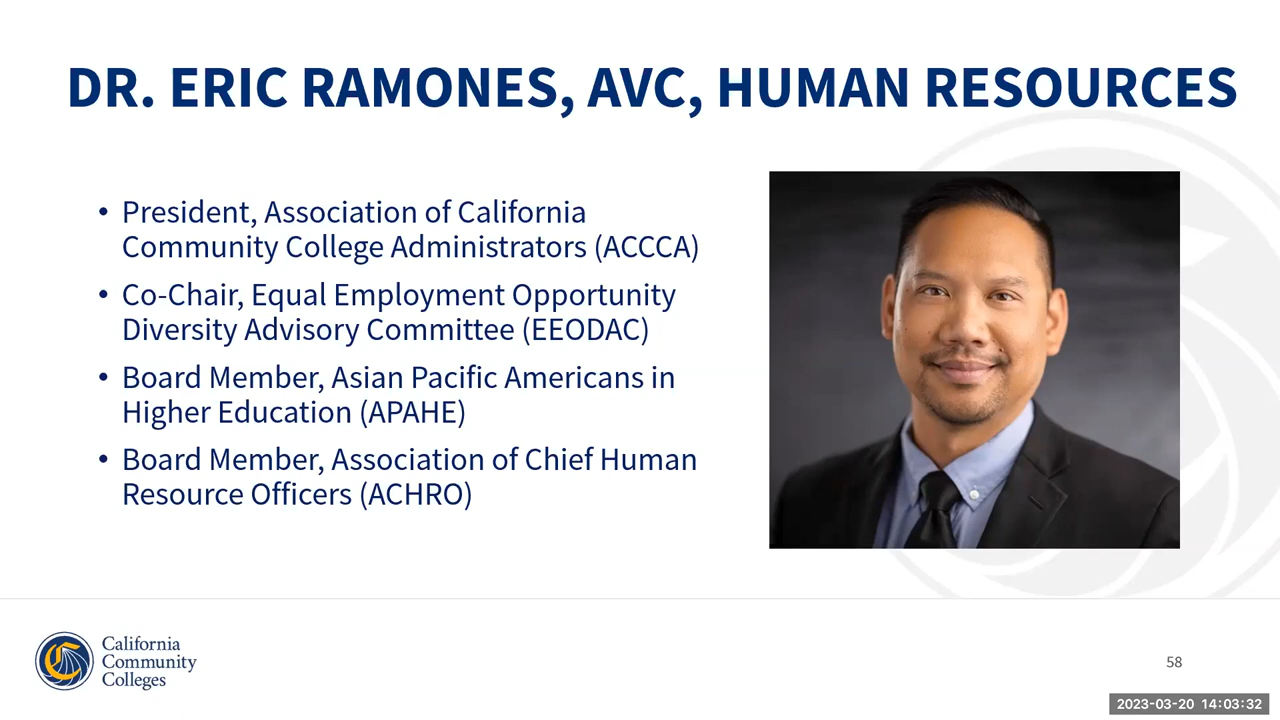 DR. ERIC RAMONES, AVC, HUMAN RESOURCES
• President, Association of California
Community College Administrators (ACCCA)
• Co-Chair, Equal Employment Opportunity
Diversity Advisory Committee (EEODAC)
• Board Member, Asian Pacific Americans in
Higher Education (APAHE)
• Board Member, Association of Chief Human
Resource Officers (ACHRO)
California
Community
Colleges
58
2023-03-20 14:03:32